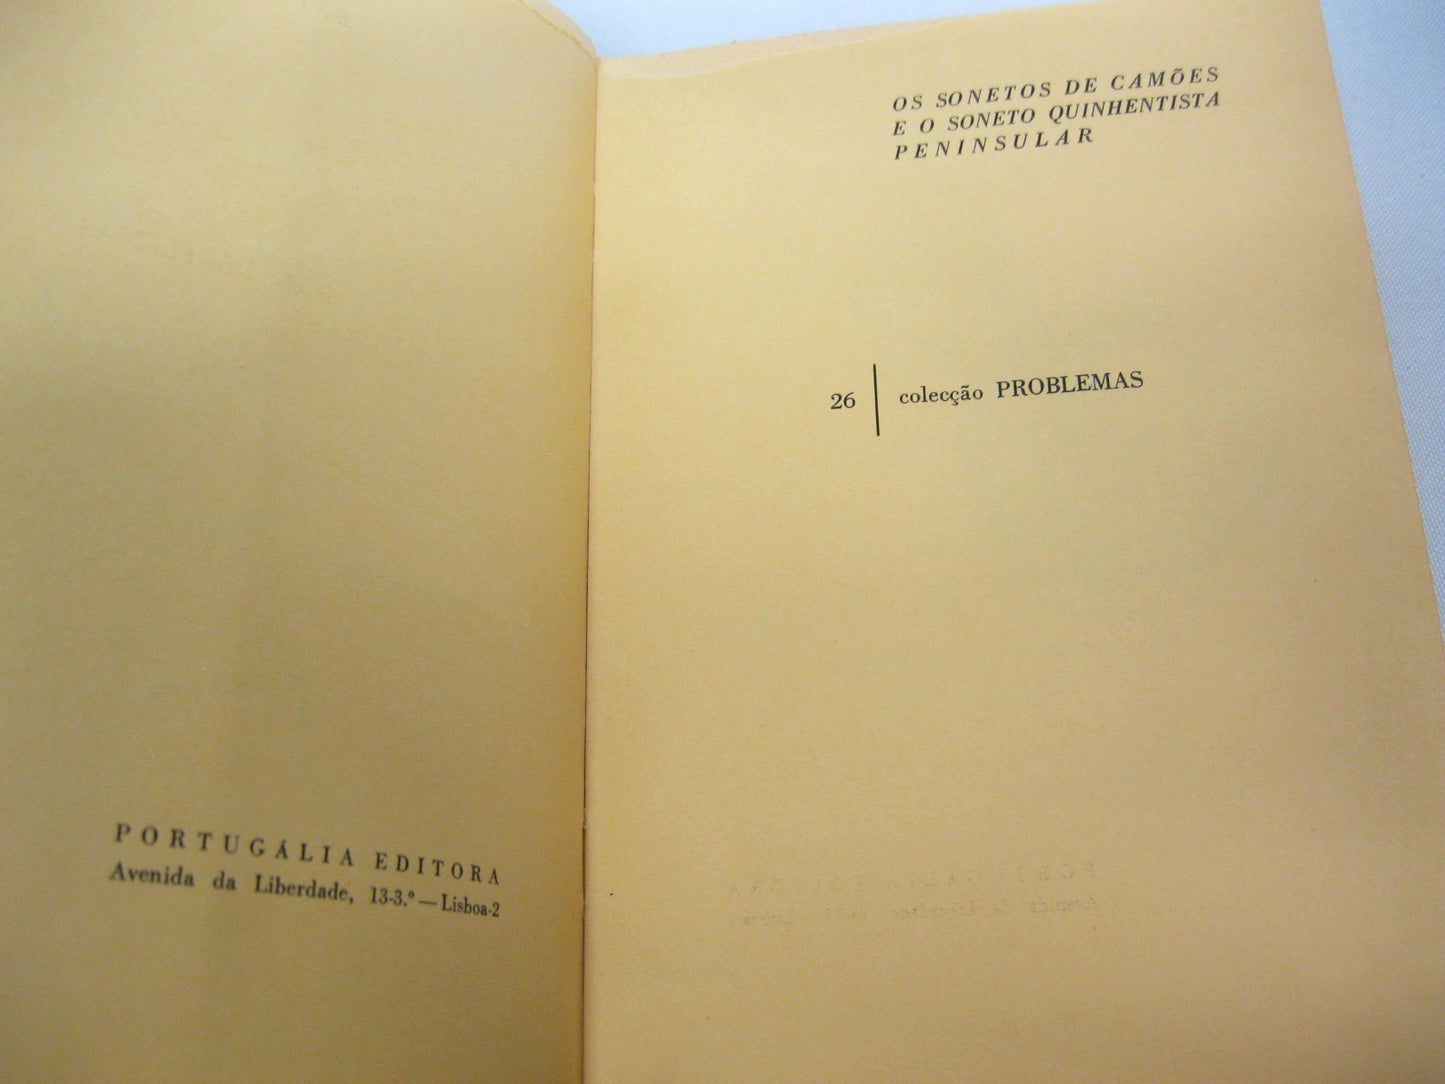 PORTUGÁLIA EDITORA
Avenida da Liberdade, 13-3.º — Lisboa-2
OS SONETOS DE CAMÕES
E O SONETO QUINHENTISTA
PENINSULAR
26 | colecção PROBLEMAS